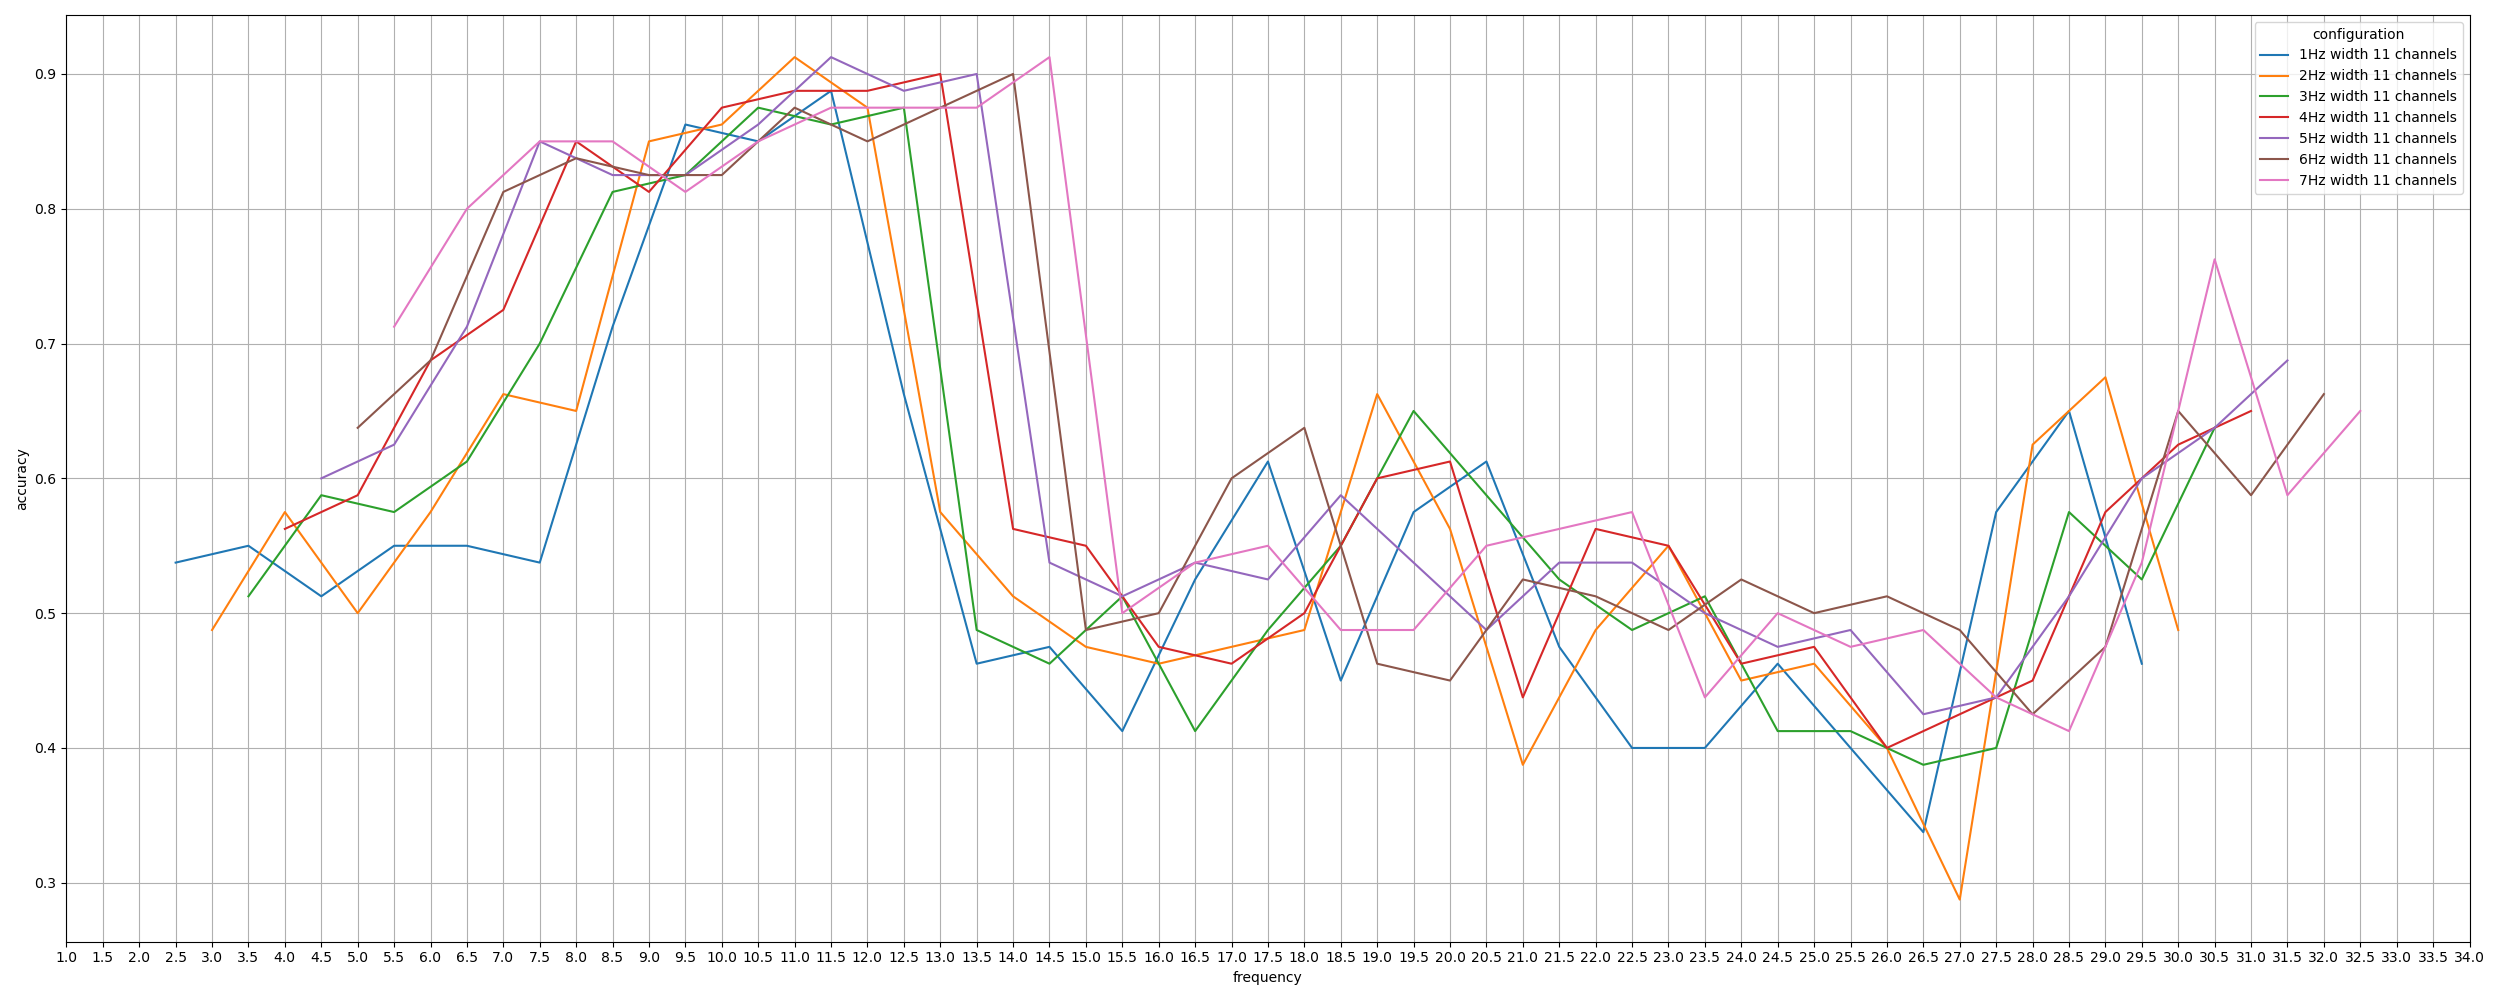 configuration
1Hz width 11 channels
2Hz width 11 channels
3Hz width 11 channels
4Hz width 11 channels
5Hz width 11 channels
6Hz width 11 channels
7Hz width 11 channels
0.9
0.8
0.7
0.6
0.5
0.4
0.3
accuracy
1.0 1.5 2.0 2.5 3.0 3.5 4.0 4.5 5.0 5.5 6.0 6.5 7.0 7.5 8.0 8.5 9.0 9.5 10.0 10.5 11.0 11.5 12.0 12.5 13.0 13.5 14.0 14.5 15.0 15.5 16.0 16.5 17.0 17.5 18.0 18.5 19.0 19.5 20.0 20.5 21.0 21.5 22.0 22.5 23.0 23.5 24.0 24.5 25.0 25.5 26.0 26.5 27.0 27.5 28.0 28.5 29.0 29.5 30.0 30.5 31.0 31.5 32.0 32.5 33.0 33.5 34.0
frequency